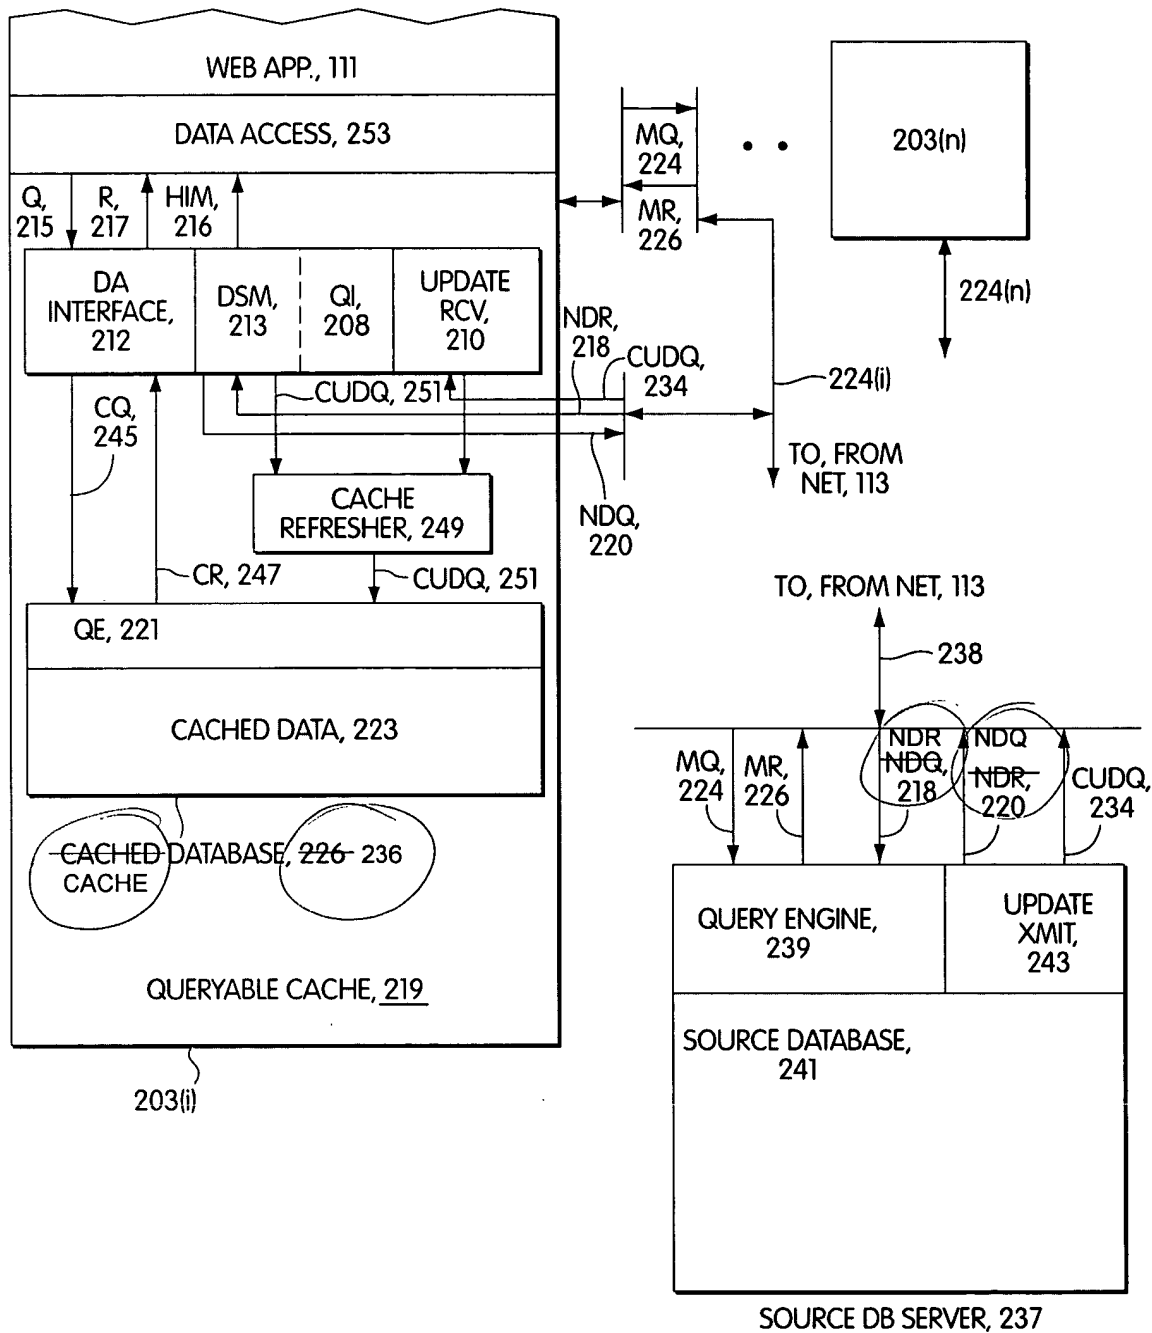 WEB APP., 111
DATA ACCESS, 253
Q,
215
R,
217
HIM,
216
DA
INTERFACE,
212
DSM,
213
QI,
208
UPDATE
RCV,
210
MQ,
224
MR,
226
203(n)
224(n)
NDR,
218
CUDQ,
234
224(i)
CUDQ, 251
CQ,
245
TO, FROM
NET, 113
CACHE
REFRESHER, 249
NDQ,
220
CR, 247
CUDQ, 251
QE, 221
CACHED DATA, 223
CACHED DATABASE, 226 236
CACHE
QUERYABLE CACHE, 219
203(i)
TO, FROM NET, 113
238
MQ,
224
MR,
226
NDR
NDQ,
218
NDQ
NDR,
220
CUDQ,
234
QUERY ENGINE,
239
UPDATE
XMIT,
243
SOURCE DATABASE,
241
SOURCE DB SERVER, 237